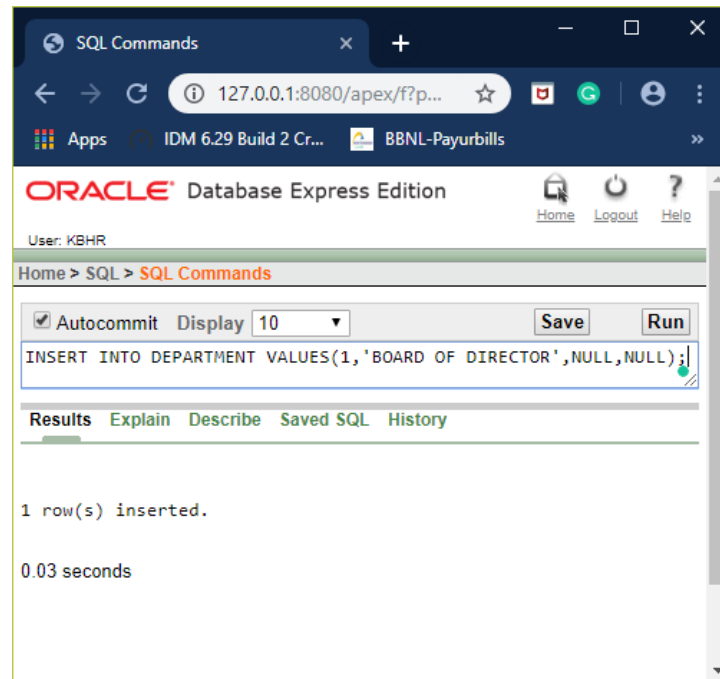 SQL Commands
127.0.0.1:8080/apex/f?p...
Apps IDM 6.29 Build 2 Cr... BBNL-Payurbills »
ORACLE® Database Express Edition
Home Logout Help
User: KBHR
Home > SQL > SQL Commands
Autocommit Display 10 Save Run
INSERT INTO DEPARTMENT VALUES(1,'BOARD OF DIRECTOR',NULL,NULL);
Results Explain Describe Saved SQL History
1 row(s) inserted.
0.03 seconds